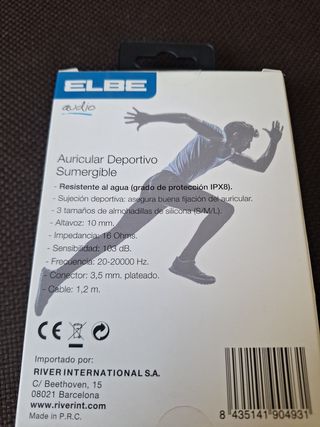 ELBE
audio
Auricular Deportivo
Sumergible
- Resistente al agua (grado de protección IPX8).
- Sujeción deportiva: asegura buena fijación del auricular.
- 3 tamaños de almohadillas de silicona (S/M/L).
- Altavoz: 10 mm.
- Impedancia: 16 Ohms.
- Sensibilidad: 103 dB.
- Frecuencia: 20-20000 Hz.
- Conector: 3,5 mm. plateado.
- Cable: 1,2 m.
CE
Importado por:
RIVER INTERNATIONAL S.A.
C/ Beethoven, 15
08021 Barcelona
www.riverint.com
Made in P.R.C.
8 435141 904931